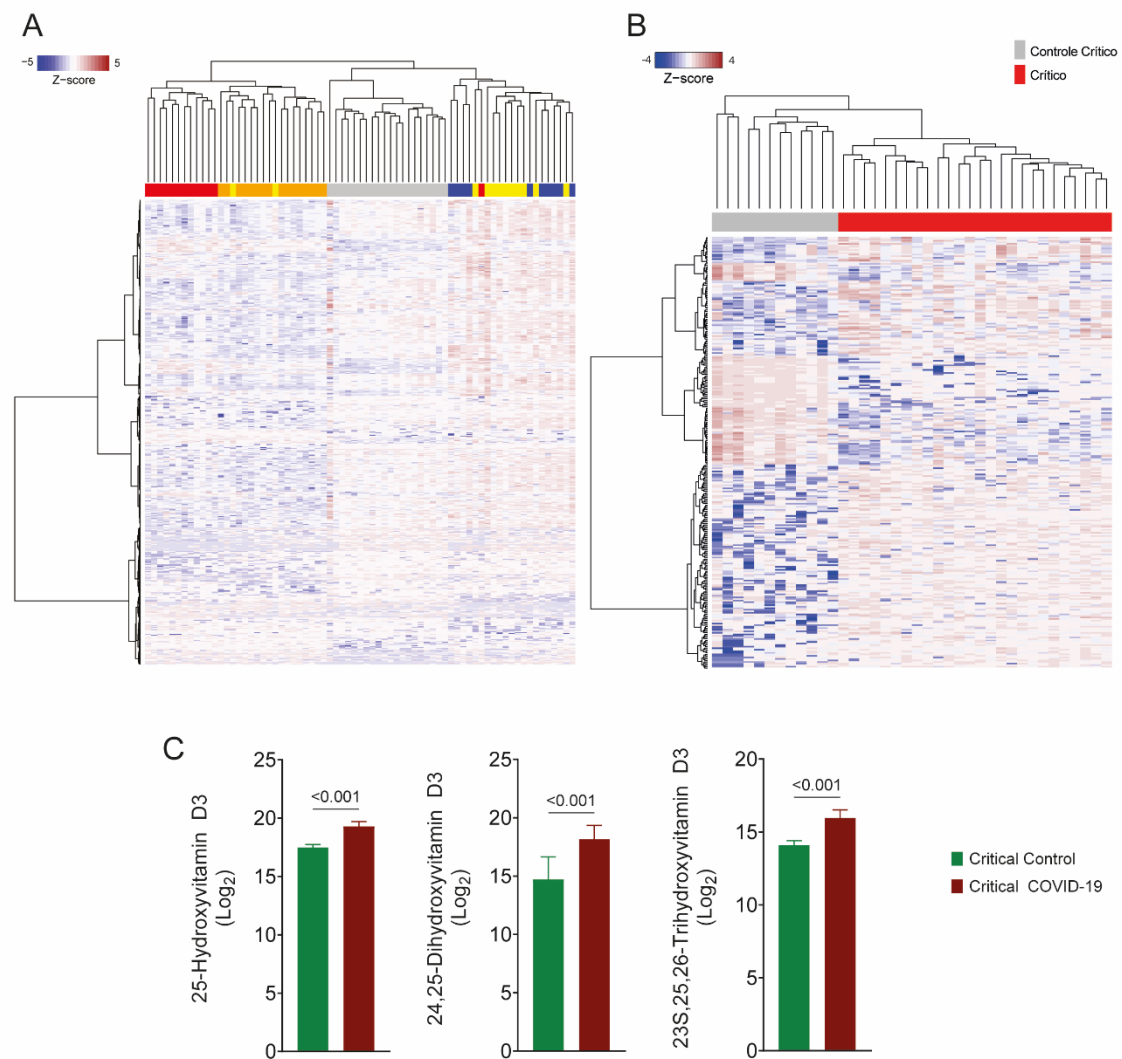 A
−5
5
Z−score
B
-4
4
Z−score
Controle Crítico
Crítico
C
25-Hydroxyvitamin D3
(Log2)
25
20
15
10
5
0
<0.001
24,25-Dihydroxyvitamin D3
(Log2)
25
20
15
10
5
0
<0.001
23S,25,26-Trihydroxyvitamin D3
(Log2)
20
15
10
5
0
<0.001
Critical Control
Critical COVID-19